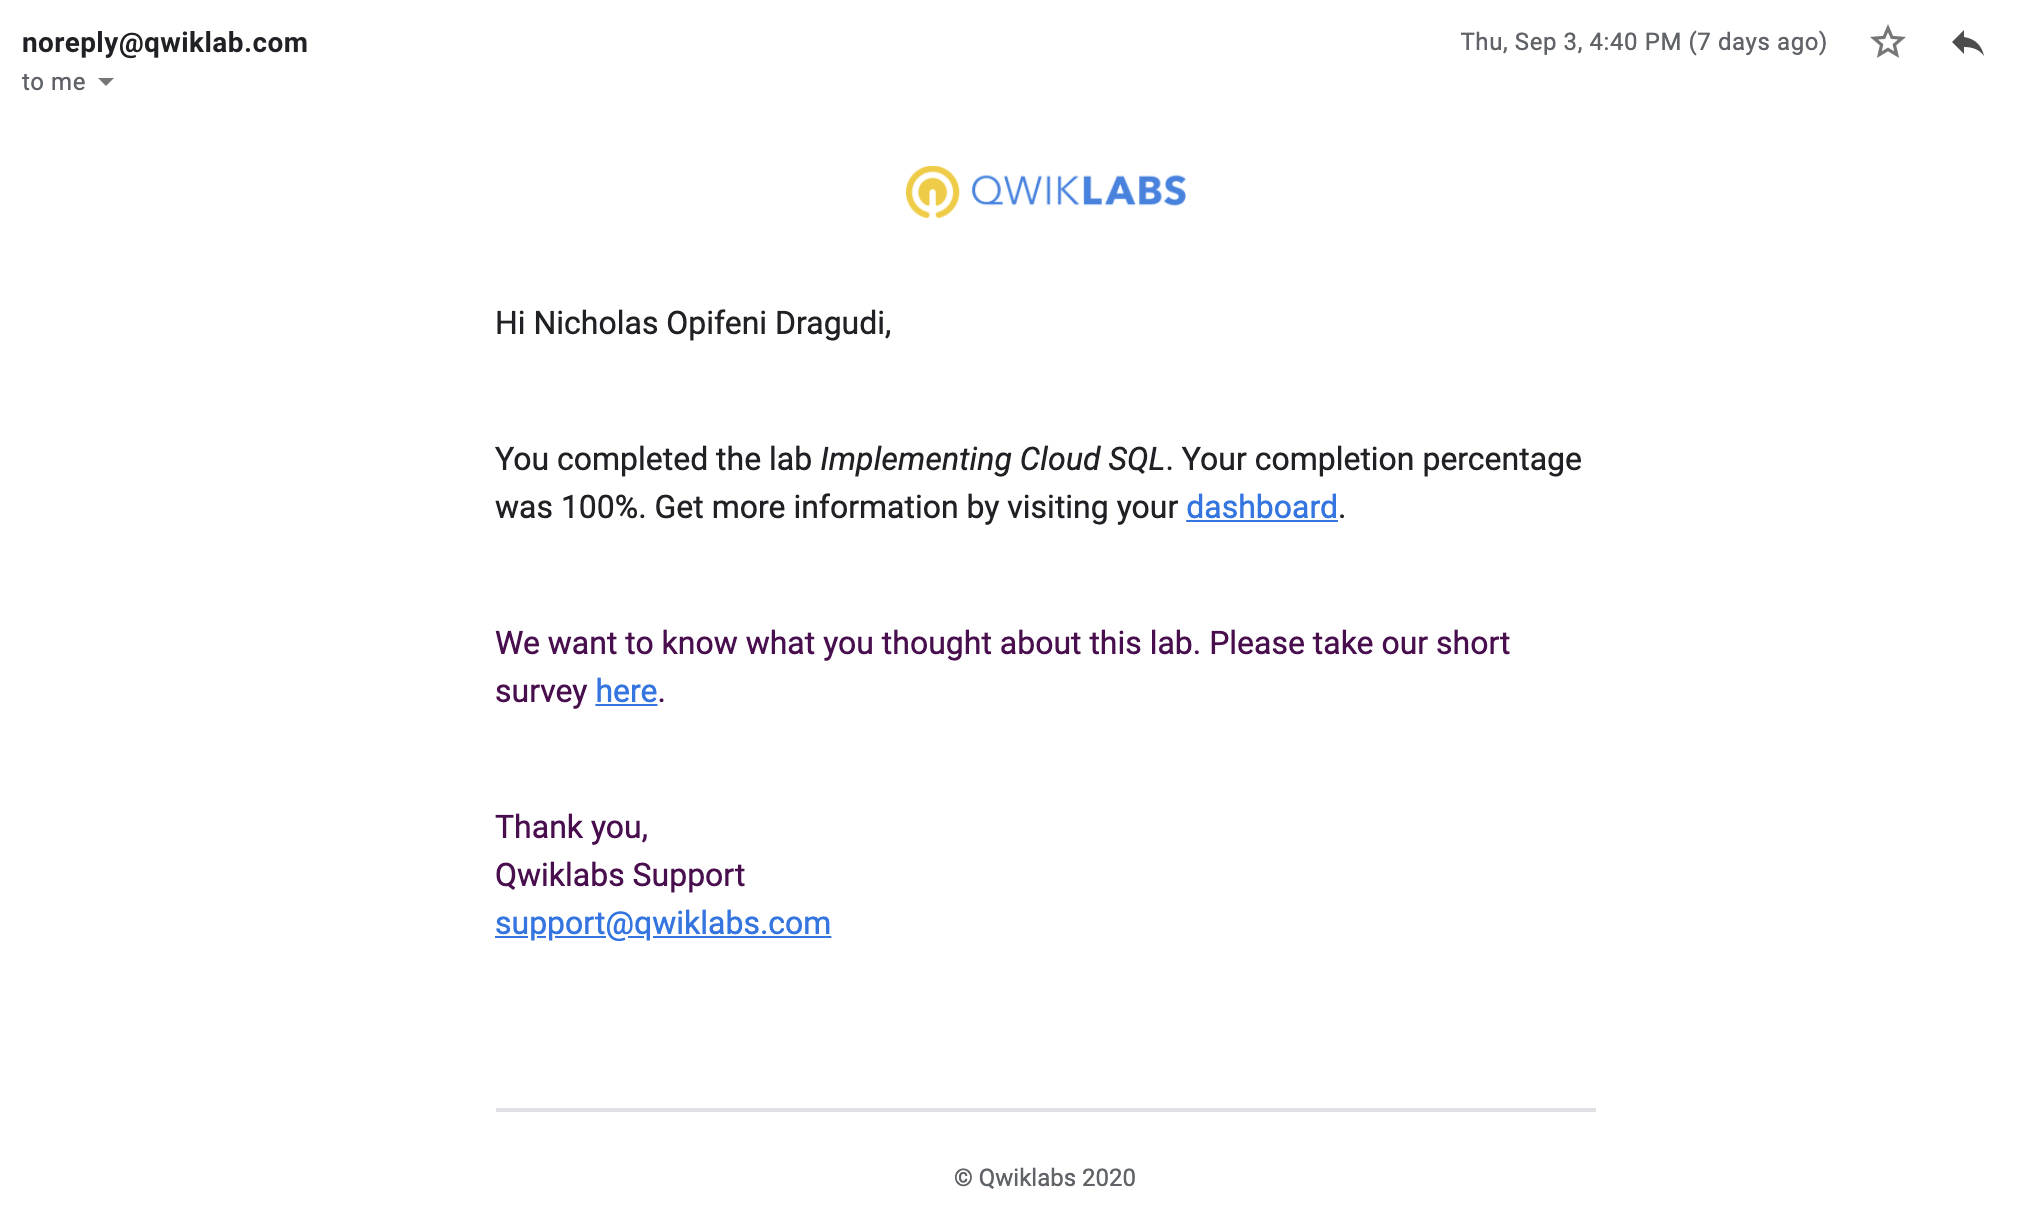 noreply@qwiklab.com
Thu, Sep 3, 4:40 PM (7 days ago)
to me
QWIKLABS
Hi Nicholas Opifeni Dragudi,
You completed the lab Implementing Cloud SQL. Your completion percentage
was 100%. Get more information by visiting your dashboard.
We want to know what you thought about this lab. Please take our short
survey here.
Thank you,
Qwiklabs Support
support@qwiklabs.com
© Qwiklabs 2020